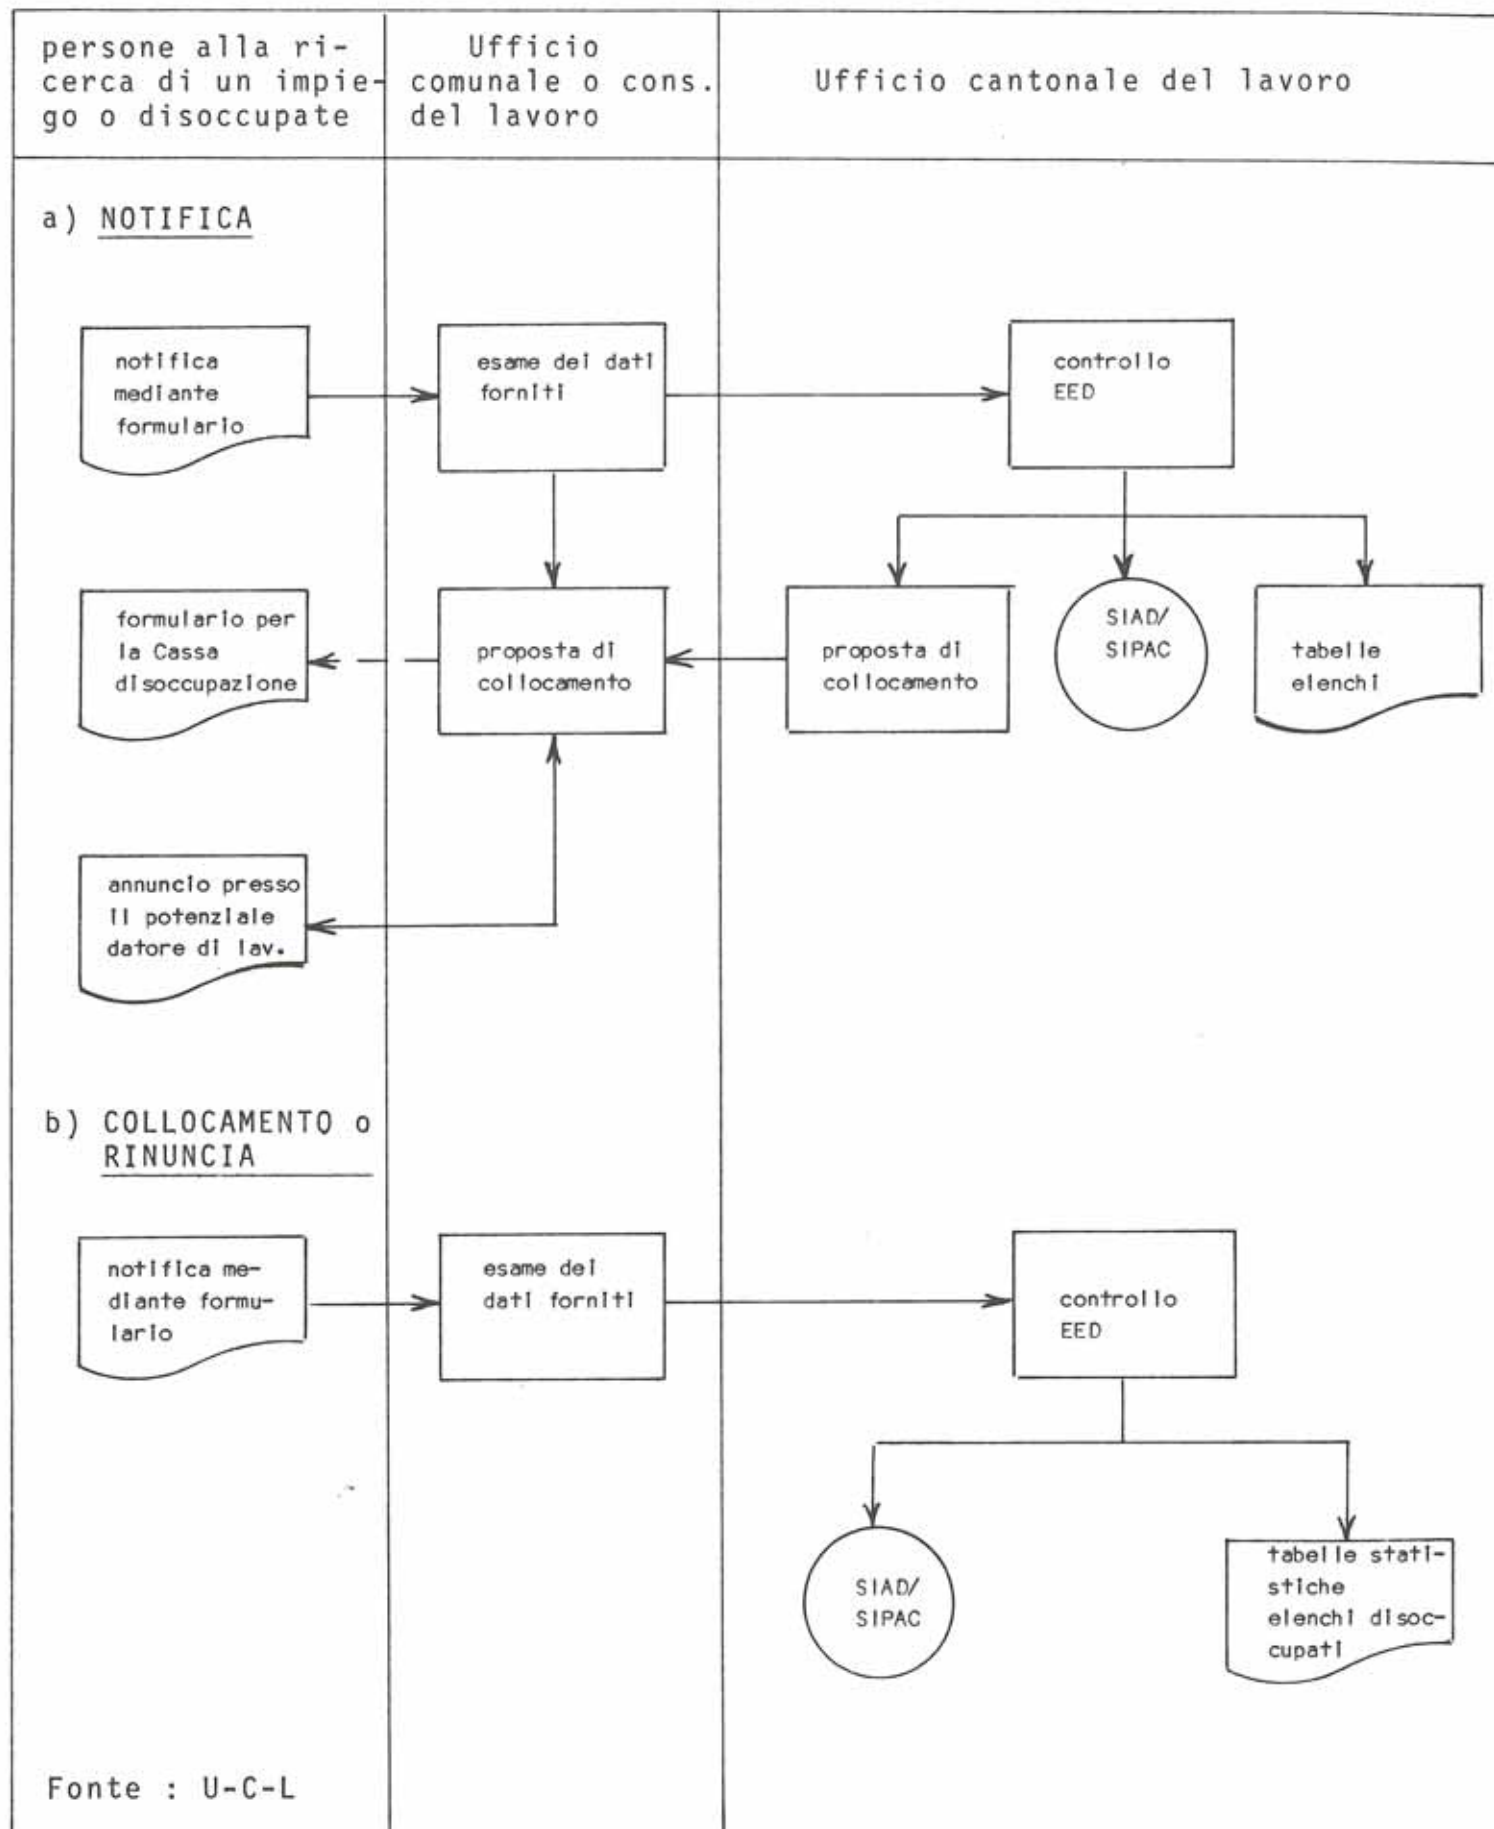 persone alla ri-
cerca di un impie-
go o disoccupate
Ufficio
comunale o cons.
del lavoro
Ufficio cantonale del lavoro
a) NOTIFICA
notifica
mediante
formulario
esame dei dati
forniti
controllo
EED
formulario per
la Cassa
disoccupazione
proposta di
collocamento
proposta di
collocamento
SIAD/
SIPAC
tabelle
elenchi
annuncio presso
il potenziale
datore di lav.
b) COLLOCAMENTO o
RINUNCIA
notifica me-
diante formu-
lario
esame dei
dati forniti
controllo
EED
SIAD/
SIPAC
tabelle stati-
stiche
elenchi disoc-
cupati
Fonte : U-C-L